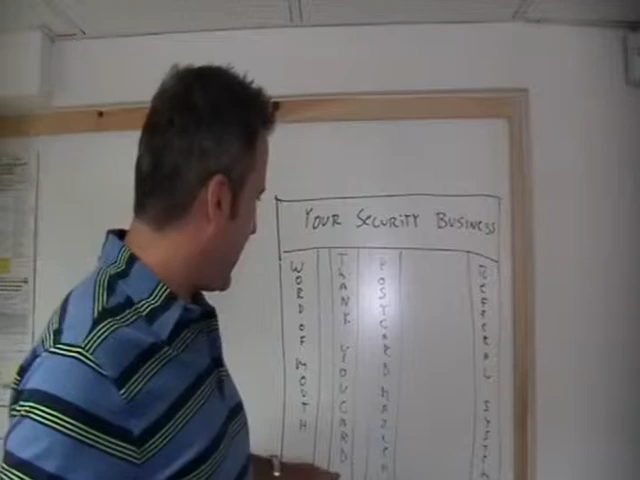 YOUR SECURITY BUSINESS
WORD OF MOUTH
THANK YOU CARD
POSTCARD MAILER
REFERRAL SYSTEM